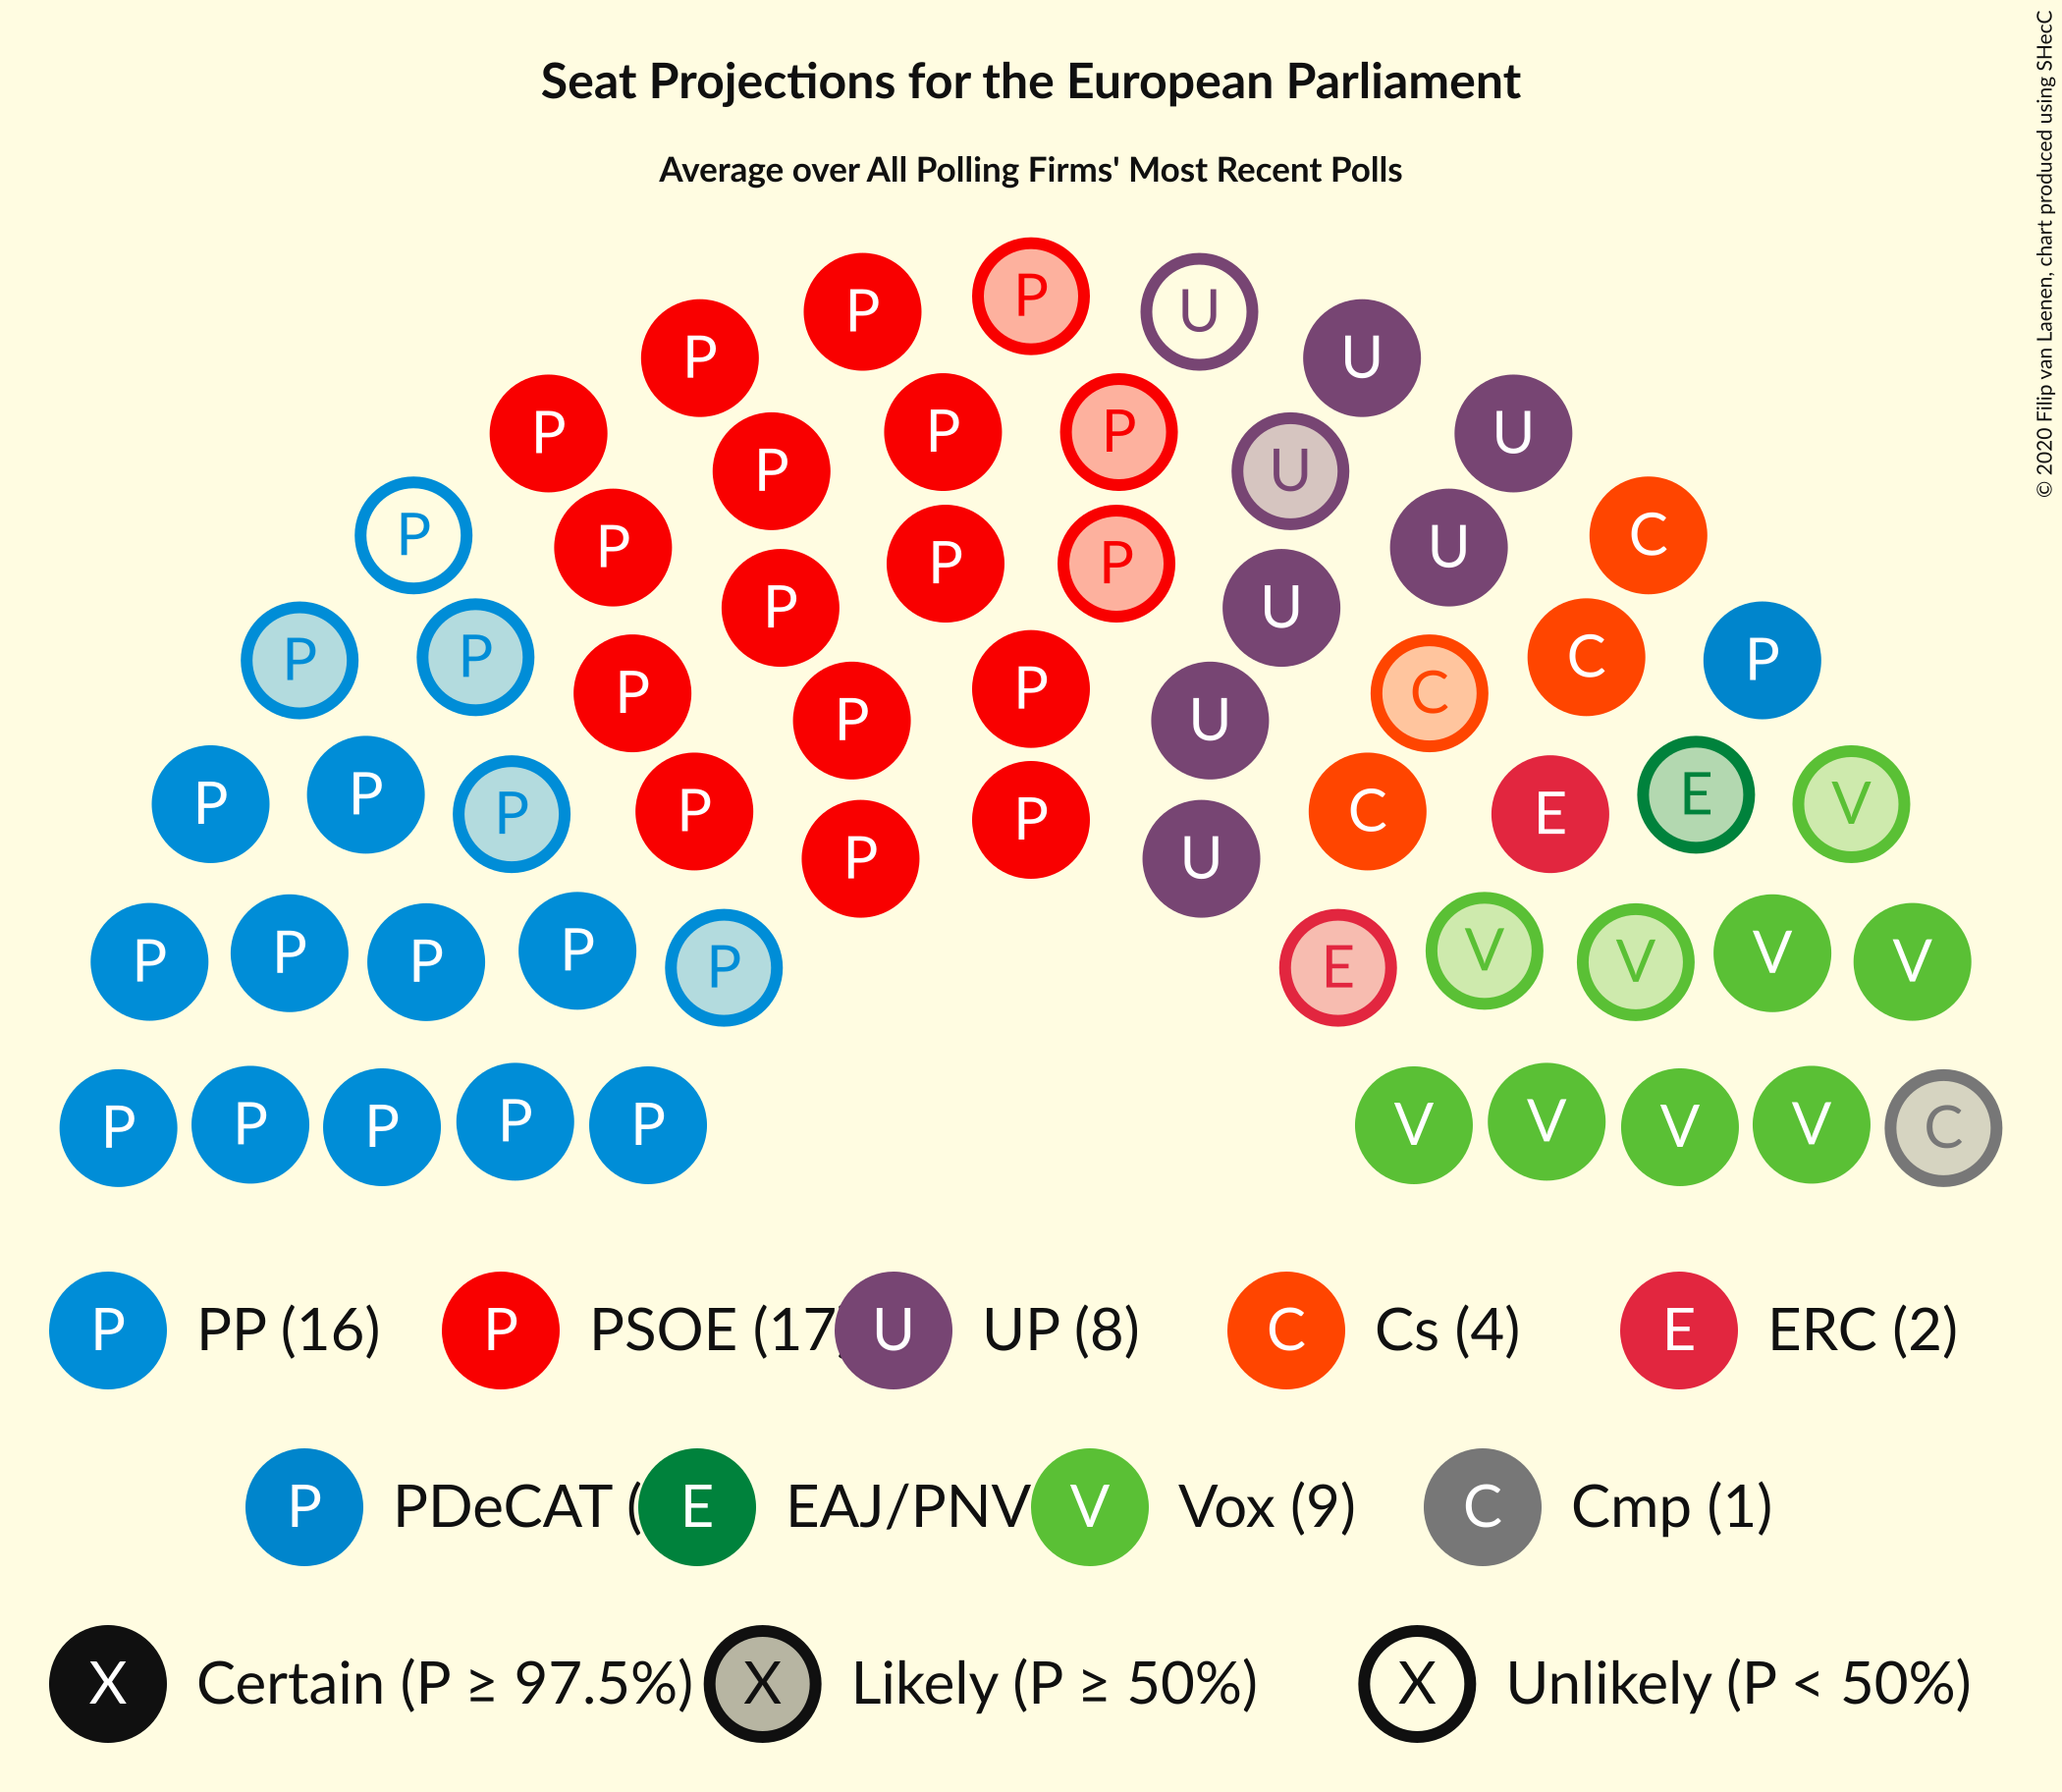 Seat Projections for the European Parliament
Average over All Polling Firms' Most Recent Polls
© 2020 Filip van Laenen, chart produced using SHecC
P P P U U
P P P U U
P P P U C
P P P U U C
P P P P U C P
P P P E E V
P P P P C
P P U
P P P P P E V V V V
P P P P P V V V V C
P PP (16) P PSOE (17 U UP (8) C Cs (4) E ERC (2)
P PDeCAT ( E EAJ/PNV V Vox (9) C Cmp (1)
X Certain (P ≥ 97.5%) X Likely (P ≥ 50%) X Unlikely (P < 50%)